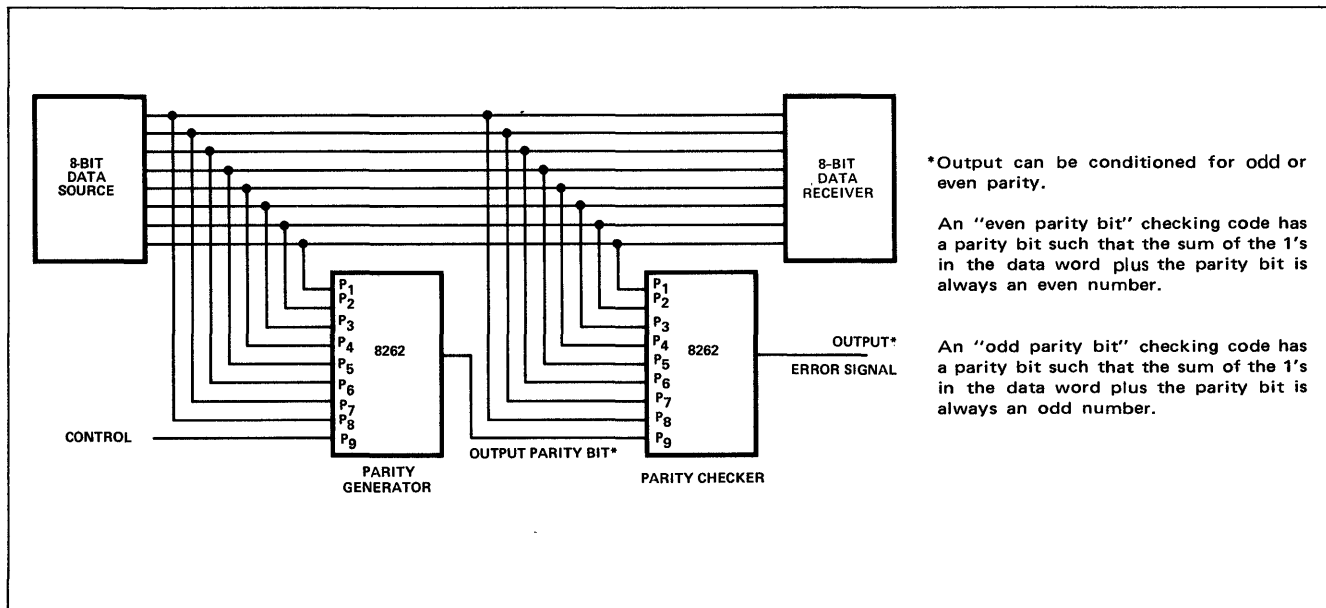 8-BIT
DATA
SOURCE
8-BIT
DATA
RECEIVER
*Output can be conditioned for odd or
even parity.
An "even parity bit" checking code has
a parity bit such that the sum of the 1's
in the data word plus the parity bit is
always an even number.
An "odd parity bit" checking code has
a parity bit such that the sum of the 1's
in the data word plus the parity bit is
always an odd number.
P1
P2
P3
P4
P5
P6
P7
P8
P9
8262
CONTROL
PARITY
GENERATOR
OUTPUT PARITY BIT*
P1
P2
P3
P4
P5
P6
P7
P8
P9
8262
PARITY CHECKER
OUTPUT*
ERROR SIGNAL